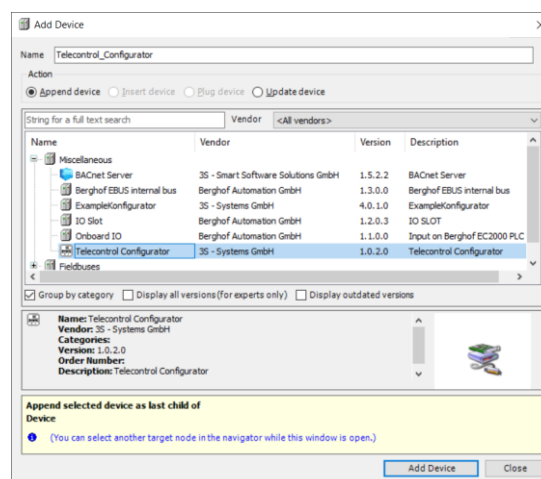 Add Device
Name Telecontrol_Configurator
Action
Append device Insert device Plug device Update device
String for a full text search Vendor <All vendors>
Name Vendor Version Description
Miscellaneous
BACnet Server 3S - Smart Software Solutions GmbH 1.5.2.2 BACnet Server
Berghof EBUS internal bus Berghof Automation GmbH 1.3.0.0 Berghof EBUS internal bus
ExampleKonfigurator 3S - Systems GmbH 4.0.1.0 ExampleKonfigurator
IO Slot Berghof Automation GmbH 1.2.0.3 IO SLOT
Onboard IO Berghof Automation GmbH 1.1.0.0 Input on Berghof EC2000 PLC
Telecontrol Configurator 3S - Systems GmbH 1.0.2.0 Telecontrol Configurator
Fieldbuses
Group by category Display all versions(for experts only) Display outdated versions
Name: Telecontrol Configurator
Vendor: 3S - Systems GmbH
Categories:
Version: 1.0.2.0
Order Number:
Description: Telecontrol Configurator
Append selected device as last child of
Device
(You can select another target node in the navigator while this window is open.)
Add Device Close